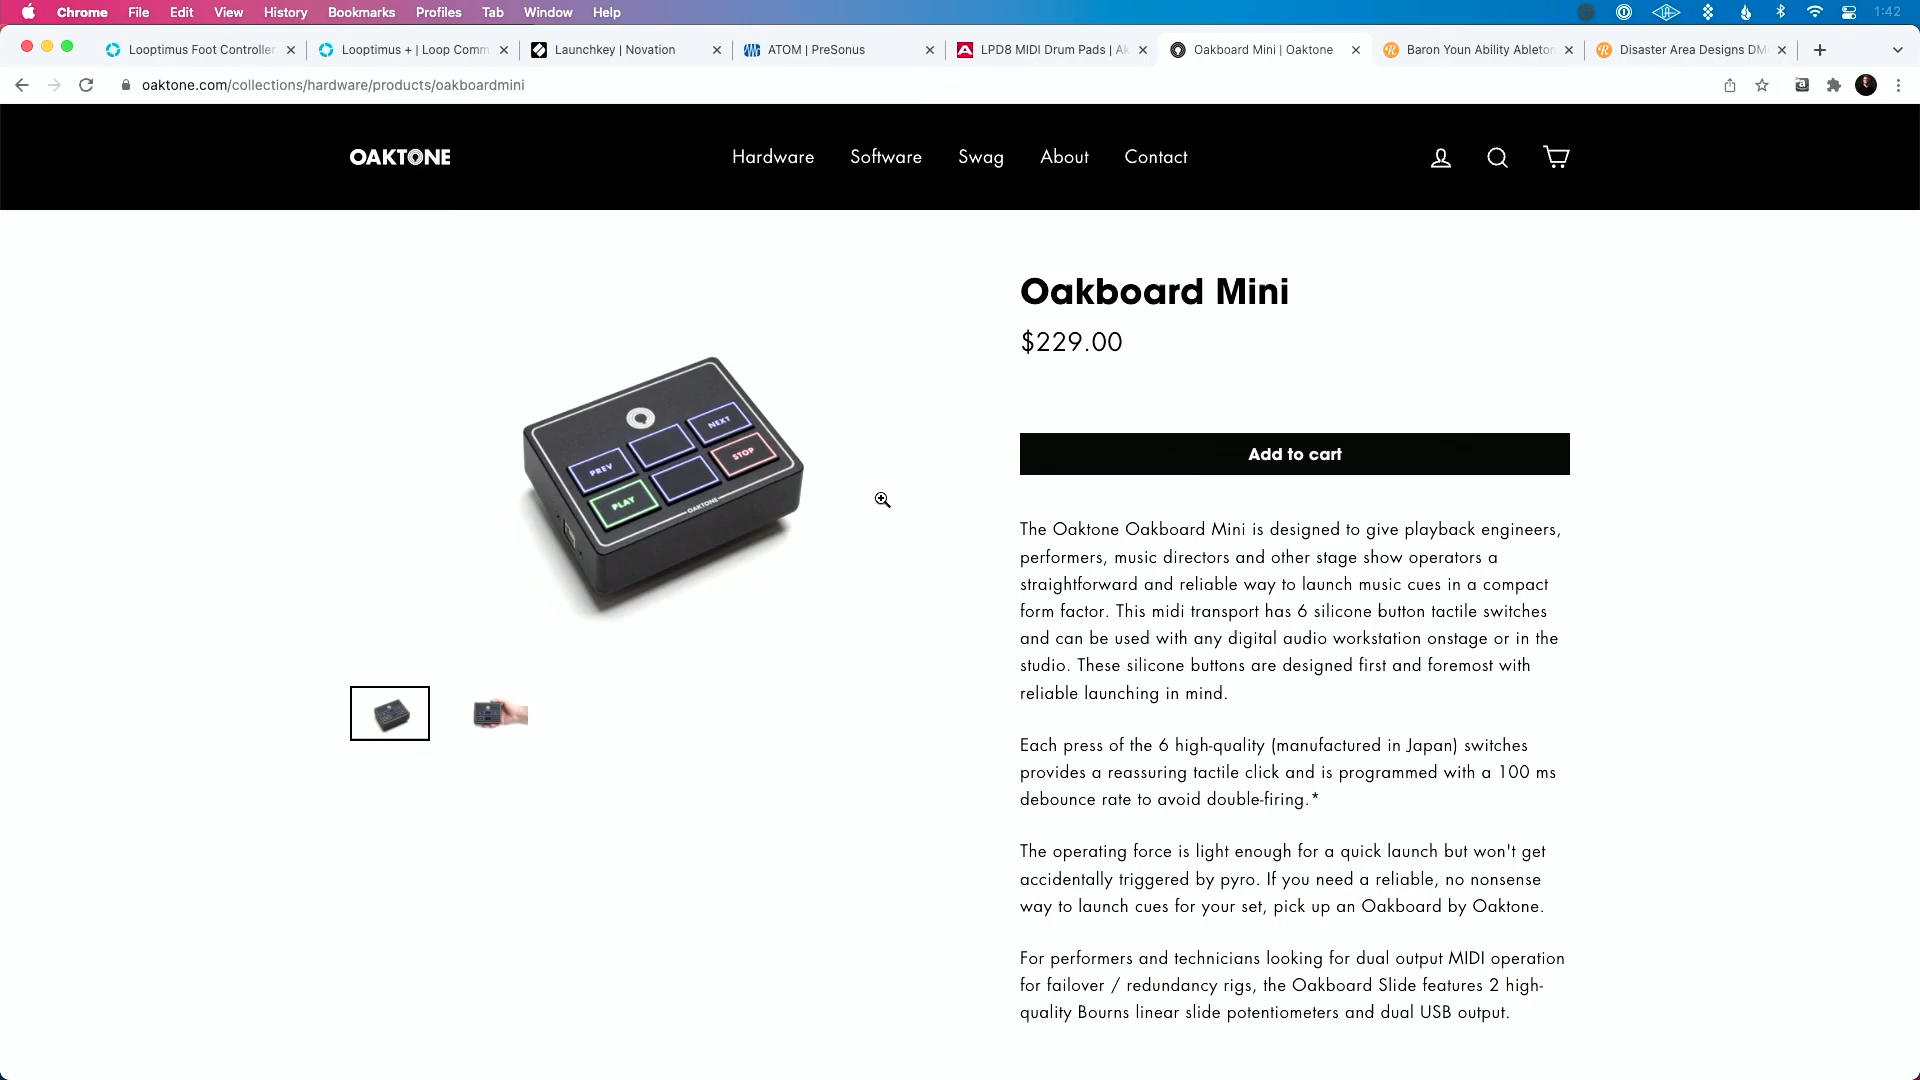 Chrome File Edit View History Bookmarks Profiles Tab Window Help 1:42
Looptimus Foot Controller Looptimus + | Loop Comm Launchkey | Novation ATOM | PreSonus LPD8 MIDI Drum Pads | Ak Oakboard Mini | Oaktone Baron Youn Ability Ableton Disaster Area Designs DM
oaktone.com/collections/hardware/products/oakboardmini
OAKTONE Hardware Software Swag About Contact
Oakboard Mini
$229.00
Add to cart
PREV NEXT
PLAY STOP
OAKTONE
The Oaktone Oakboard Mini is designed to give playback engineers,
performers, music directors and other stage show operators a
straightforward and reliable way to launch music cues in a compact
form factor. This midi transport has 6 silicone button tactile switches
and can be used with any digital audio workstation onstage or in the
studio. These silicone buttons are designed first and foremost with
reliable launching in mind.
Each press of the 6 high-quality (manufactured in Japan) switches
provides a reassuring tactile click and is programmed with a 100 ms
debounce rate to avoid double-firing.*
The operating force is light enough for a quick launch but won't get
accidentally triggered by pyro. If you need a reliable, no nonsense
way to launch cues for your set, pick up an Oakboard by Oaktone.
For performers and technicians looking for dual output MIDI operation
for failover / redundancy rigs, the Oakboard Slide features 2 high-
quality Bourns linear slide potentiometers and dual USB output.